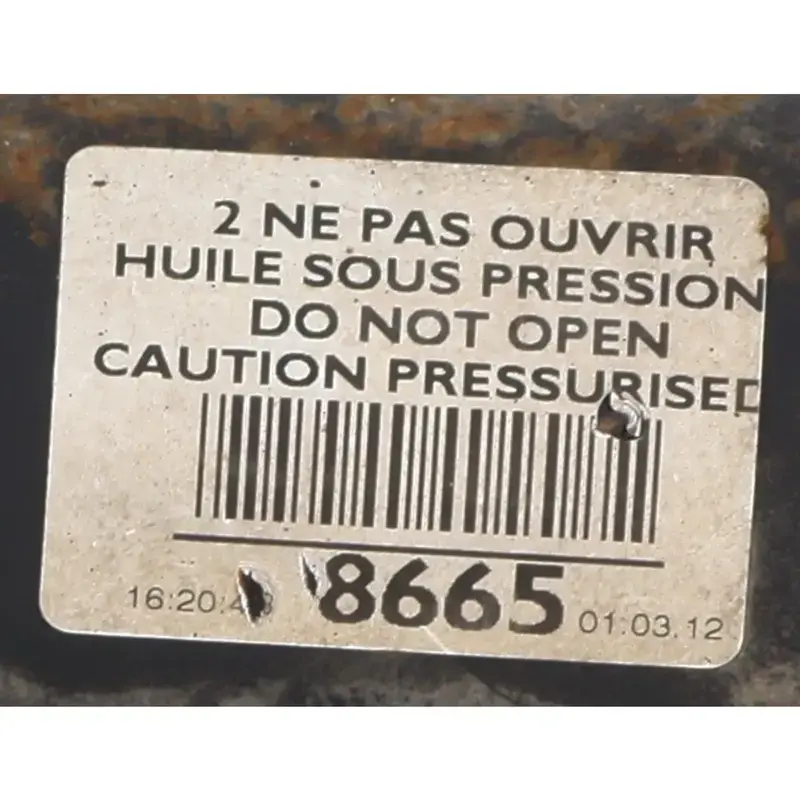 2 NE PAS OUVRIR
HUILE SOUS PRESSION
DO NOT OPEN
CAUTION PRESSURISED
8665
01.03.12